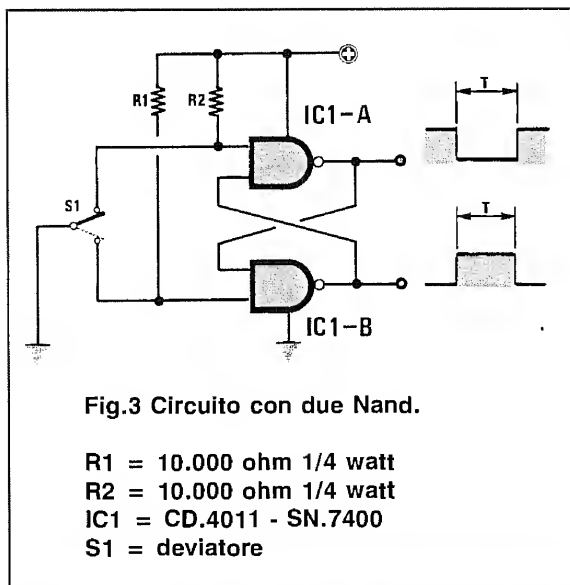 R1
R2
IC1-A
T
S1
T
IC1-B
Fig.3 Circuito con due Nand.
R1 = 10.000 ohm 1/4 watt
R2 = 10.000 ohm 1/4 watt
IC1 = CD.4011 - SN.7400
S1 = deviatore